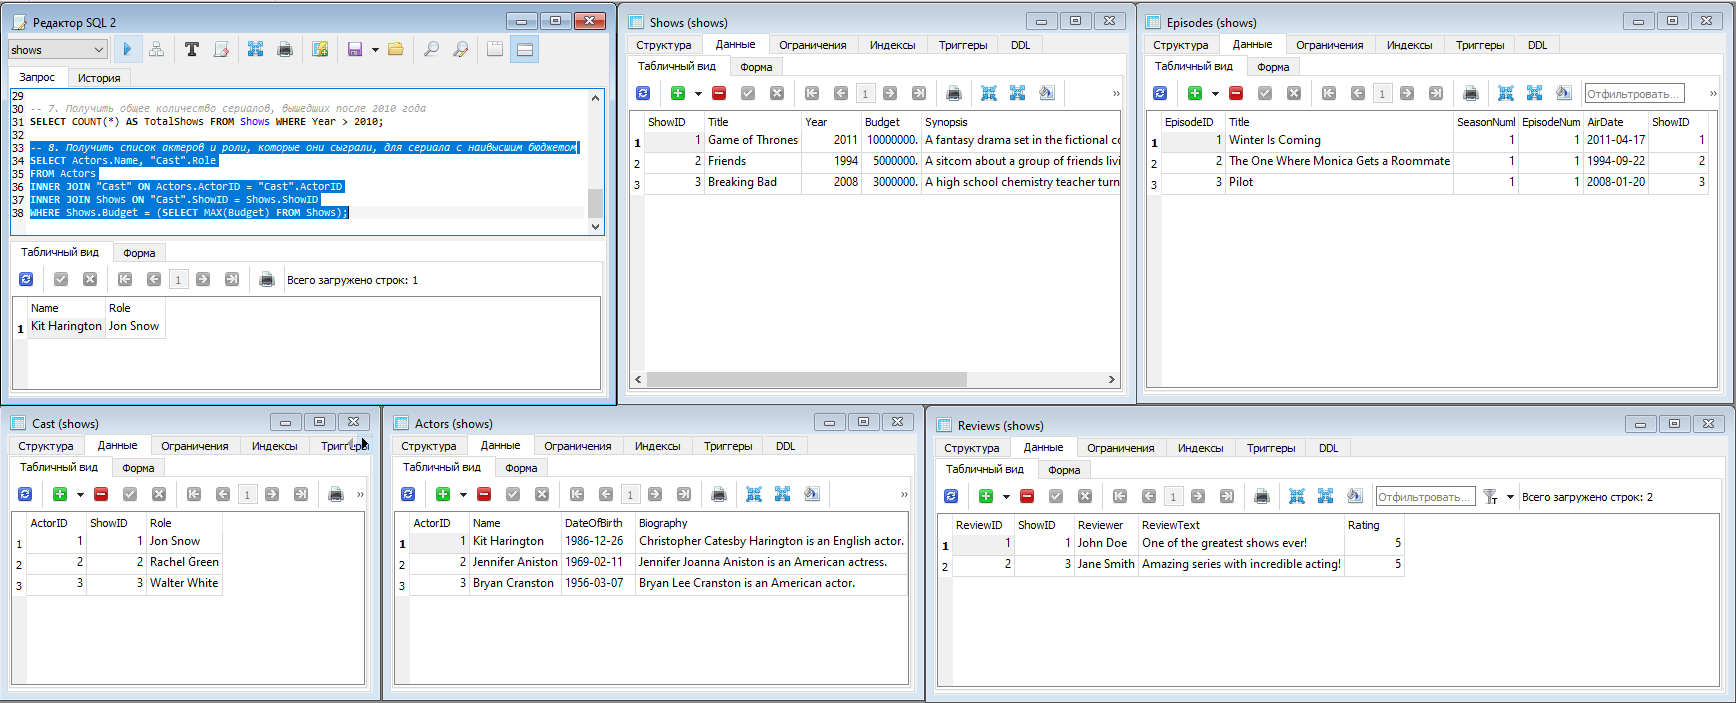 Редактор SQL 2
shows
Запрос История
29
30 -- 7. Получить общее количество сериалов, вышедших после 2010 года
31 SELECT COUNT(*) AS TotalShows FROM Shows WHERE Year > 2010;
32
33 -- 8. Получить список актеров и роли, которые они сыграли, для сериала с наивысшим бюджетом
34 SELECT Actors.Name, "Cast".Role
35 FROM Actors
36 INNER JOIN "Cast" ON Actors.ActorID = "Cast".ActorID
37 INNER JOIN Shows ON "Cast".ShowID = Shows.ShowID
38 WHERE Shows.Budget = (SELECT MAX(Budget) FROM Shows);
Табличный вид Форма
1 Всего загружено строк: 1
Name Role
1 Kit Harington Jon Snow
Shows (shows)
Структура Данные Ограничения Индексы Триггеры DDL
Табличный вид Форма
1 »
ShowID Title Year Budget Synopsis
1 1 Game of Thrones 2011 10000000. A fantasy drama set in the fictional co
2 2 Friends 1994 5000000. A sitcom about a group of friends livi
3 3 Breaking Bad 2008 3000000. A high school chemistry teacher turn
Episodes (shows)
Структура Данные Ограничения Индексы Триггеры DDL
Табличный вид Форма
1 Отфильтровать... »
EpisodeID Title SeasonNuml EpisodeNum AirDate ShowID
1 1 Winter Is Coming 1 1 2011-04-17 1
2 2 The One Where Monica Gets a Roommate 1 1 1994-09-22 2
3 3 Pilot 1 1 2008-01-20 3
Cast (shows)
Структура Данные Ограничения Индексы Триггеры
Табличный вид Форма
1 »
ActorID ShowID Role
1 1 1 Jon Snow
2 2 2 Rachel Green
3 3 3 Walter White
Actors (shows)
Структура Данные Ограничения Индексы Триггеры DDL
Табличный вид Форма
1 »
ActorID Name DateOfBirth Biography
1 1 Kit Harington 1986-12-26 Christopher Catesby Harington is an English actor.
2 2 Jennifer Aniston 1969-02-11 Jennifer Joanna Aniston is an American actress.
3 3 Bryan Cranston 1956-03-07 Bryan Lee Cranston is an American actor.
Reviews (shows)
Структура Данные Ограничения Индексы Триггеры DDL
Табличный вид Форма
1 Отфильтровать... Всего загружено строк: 2
ReviewID ShowID Reviewer ReviewText Rating
1 1 1 John Doe One of the greatest shows ever! 5
2 2 3 Jane Smith Amazing series with incredible acting! 5